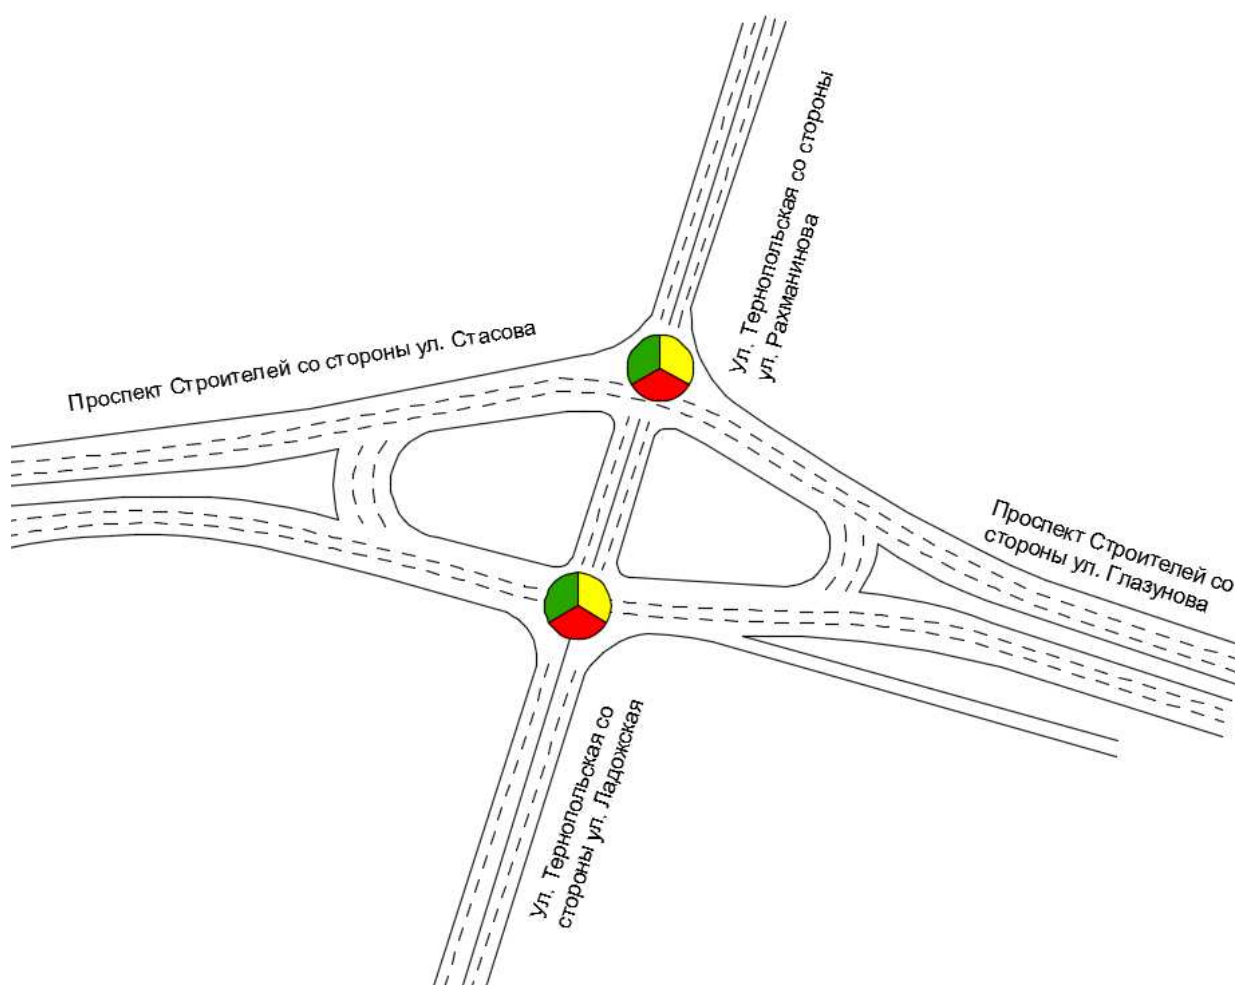 Ул. Тернопольская со стороны
ул. Рахманинова
Проспект Строителей со стороны ул. Стасова
Проспект Строителей со
стороны ул. Глазунова
Ул. Тернопольская со
стороны ул. Ладожская